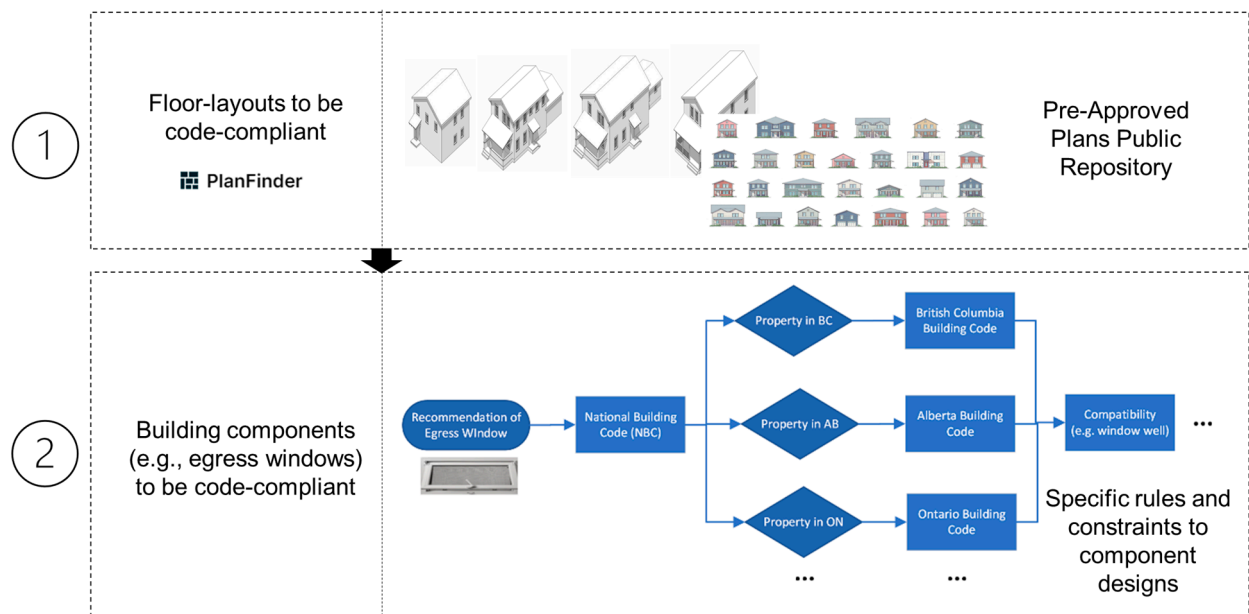 1
Floor-layouts to be
code-compliant
PlanFinder
Pre-Approved
Plans Public
Repository
2
Building components
(e.g., egress windows)
to be code-compliant
Recommendation of
Egress WIndow
National Building
Code (NBC)
Property in BC
British Columbia
Building Code
Property in AB
Alberta Building
Code
Property in ON
Ontario Building
Code
...
...
Compatibility
(e.g. window well)
...
Specific rules and
constraints to
component
designs